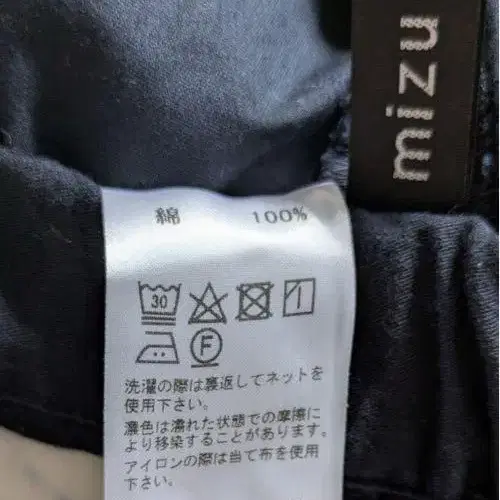 mizu
綿 100%
30
F
洗濯の際は裏返してネットを
使用下さい。
濃色は濡れた状態での摩擦に
より移染することがあります。
アイロンの際は当て布を使用
下さい。